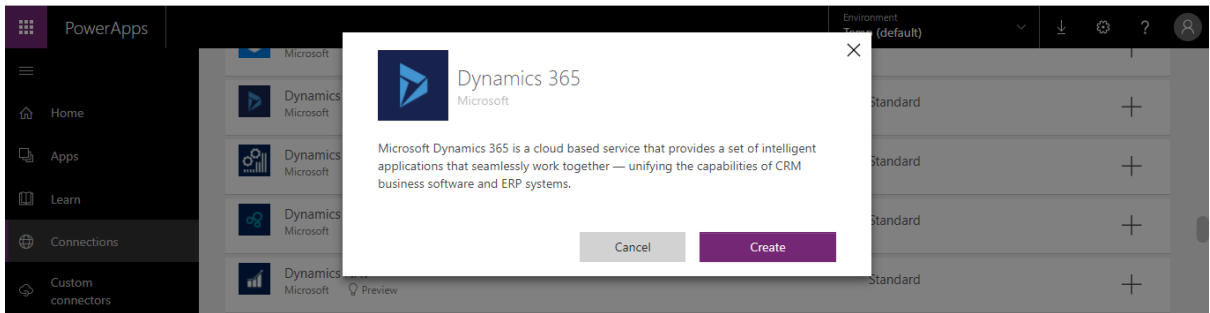 PowerApps
Environment
Temp (default)
?
Microsoft
Home
Apps
Learn
Connections
Custom
connectors
Dynamics
Microsoft
Standard
Dynamics
Microsoft
Standard
Dynamics
Microsoft
Standard
Dynamics
Microsoft
Preview
Standard
Dynamics 365
Microsoft
Microsoft Dynamics 365 is a cloud based service that provides a set of intelligent
applications that seamlessly work together — unifying the capabilities of CRM
business software and ERP systems.
Cancel
Create